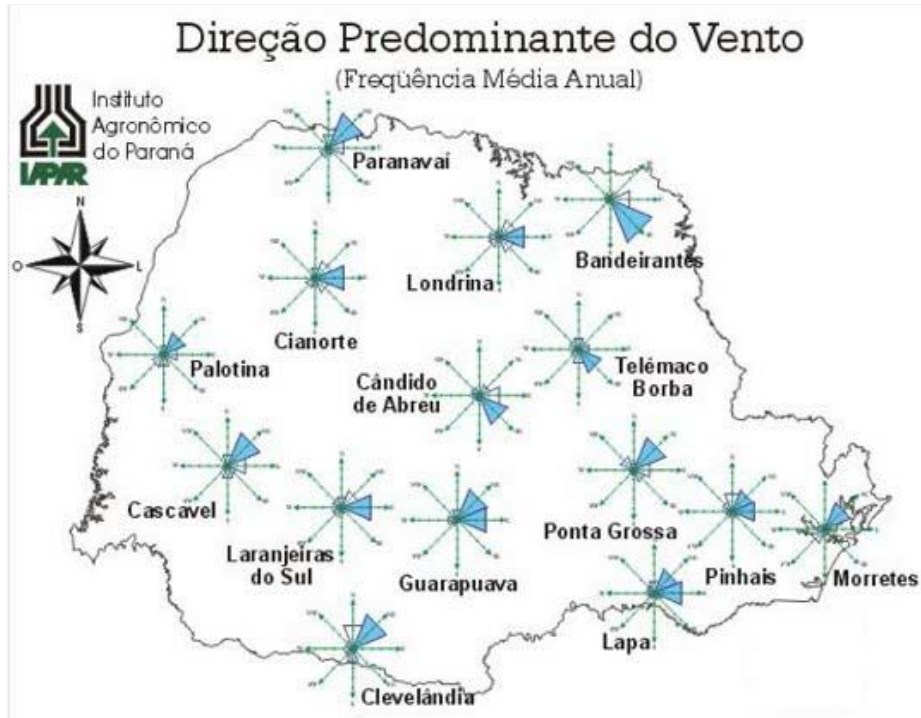 Direção Predominante do Vento
(Freqüência Média Anual)
Instituto
Agronômico
do Paraná
IAPAR
N
O
L
S
Paranavaí
Bandeirantes
Londrina
Cianorte
Palotina
Telêmaco
Borba
Cândido
de Abreu
Cascavel
Laranjeiras
do Sul
Guarapuava
Ponta Grossa
Pinhais
Morretes
Lapa
Clevelândia